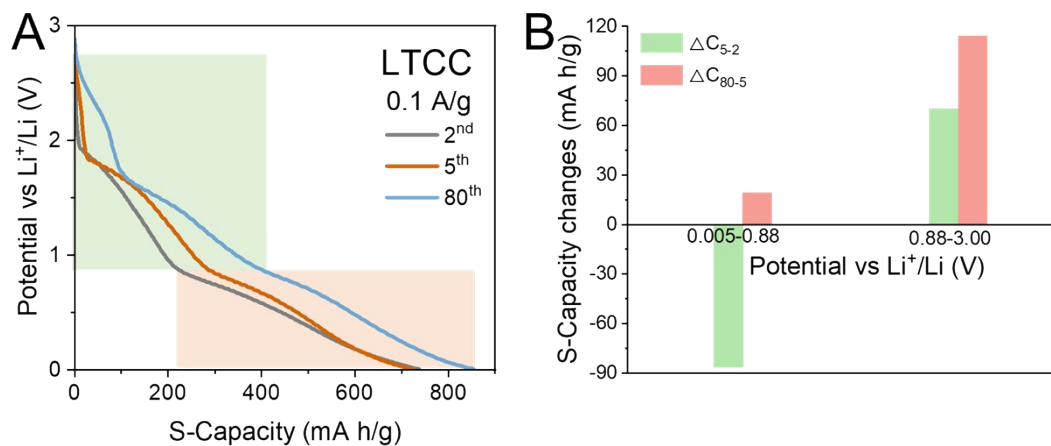 A
Potential vs Li⁺/Li (V)
3
2
1
0
LTCC
0.1 A/g
2ⁿᵈ
5ᵗʰ
80ᵗʰ
0
200
400
600
800
S-Capacity (mA h/g)
B
S-Capacity changes (mA h/g)
120
90
60
30
0
-30
-60
-90
△C₅₋₂
△C₈₀₋₅
0.005-0.88
0.88-3.00
Potential vs Li⁺/Li (V)